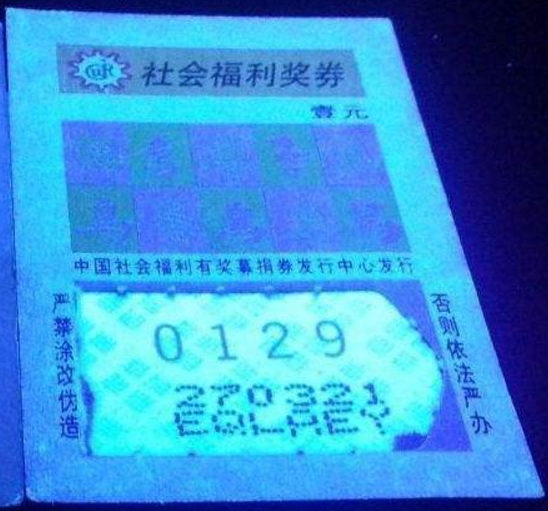 社会福利奖券
壹元
中国社会福利有奖募捐券发行中心发行
严禁涂改伪造
否则依法严办
0129
270321
EQLHEY